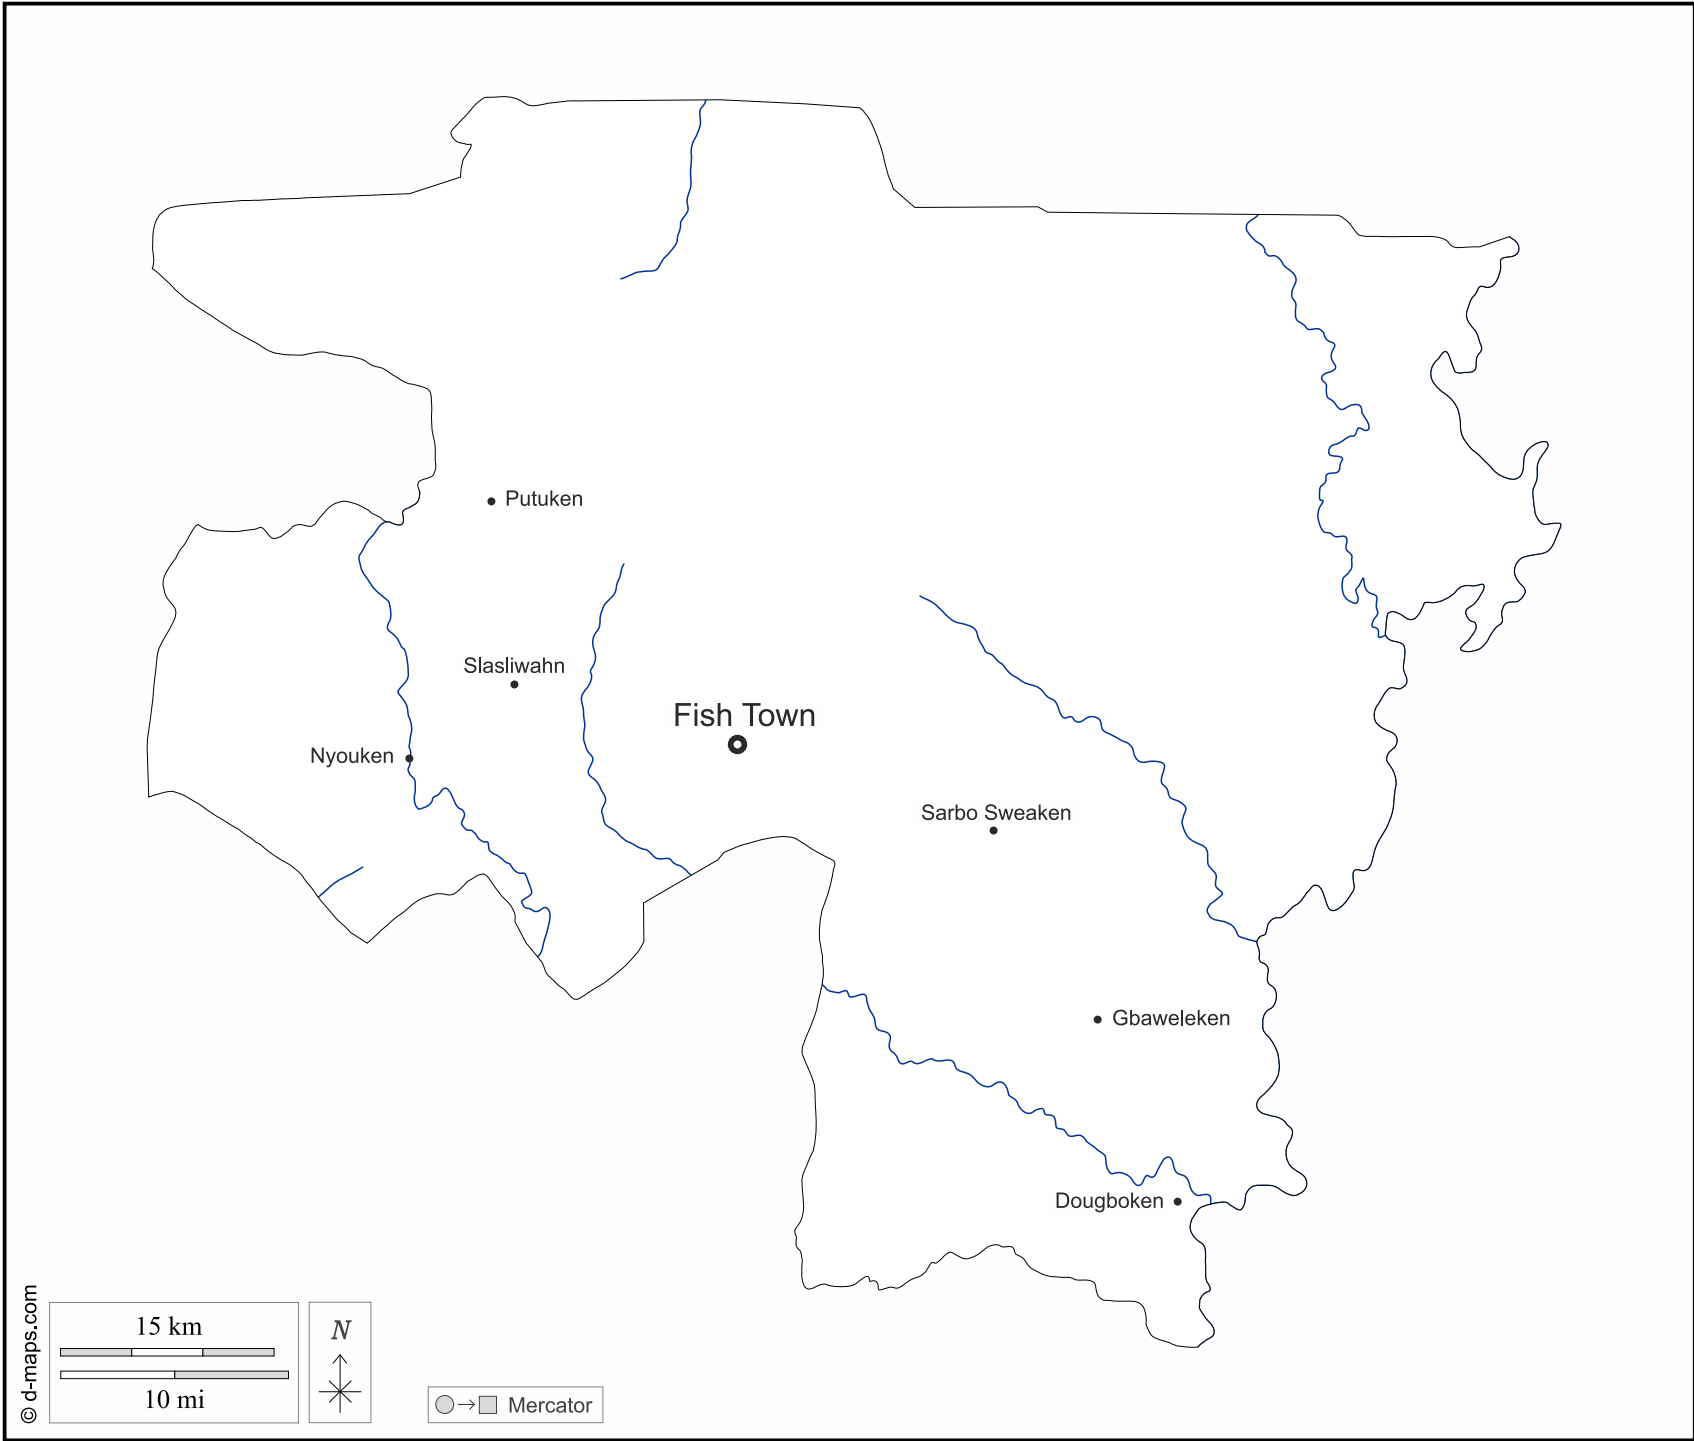 Putuken
Slasliwahn
Fish Town
Nyouken
Sarbo Sweaken
Gbaweleken
Dougboken
© d-maps.com
15 km
10 mi
N
Mercator